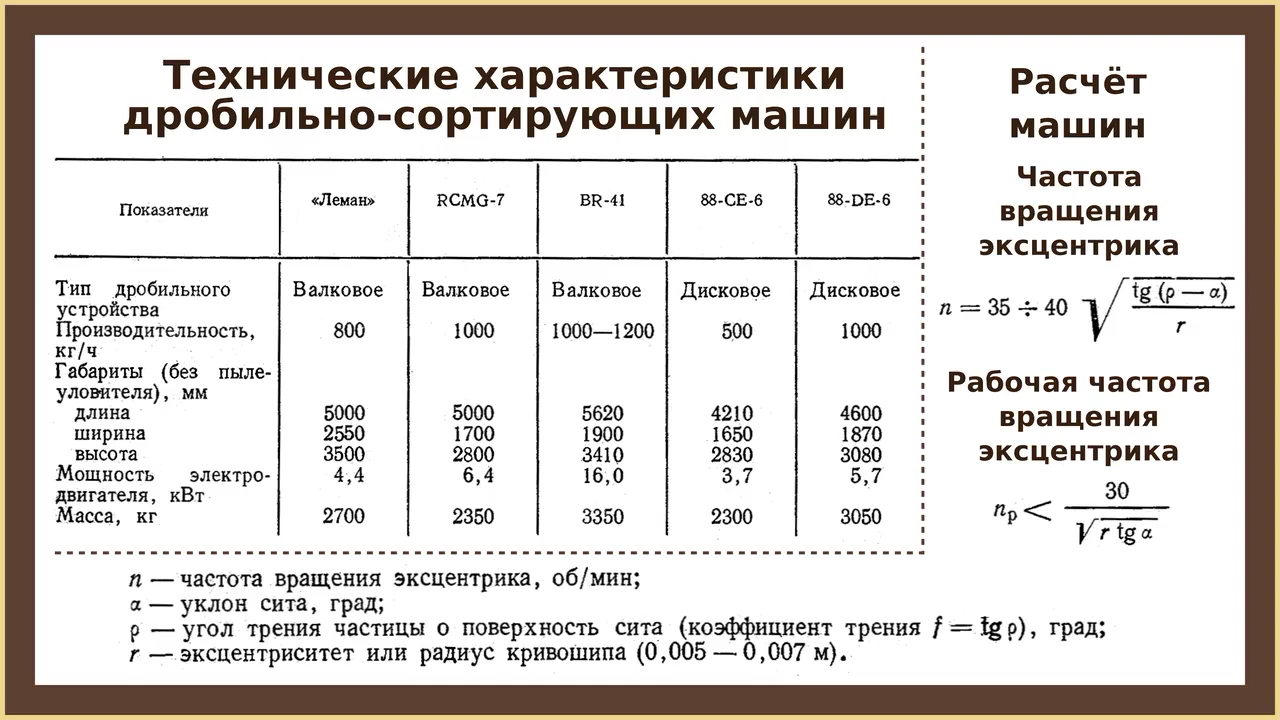 Технические характеристики
дробильно-сортирующих машин
Показатели «Леман» RCMG-7 BR-41 88-CE-6 88-DE-6
Тип дробильного Валковое Валковое Валковое Дисковое Дисковое
устройства
Производительность, 800 1000 1000—1200 500 1000
кг/ч
Габариты (без пыле-
уловителя), мм
длина 5000 5000 5620 4210 4600
ширина 2550 1700 1900 1650 1870
высота 3500 2800 3410 2830 3080
Мощность электро- 4,4 6,4 16,0 3,7 5,7
двигателя, кВт
Масса, кг 2700 2350 3350 2300 3050
Расчёт
машин
Частота
вращения
эксцентрика
n = 35 ÷ 40 √ tg (ρ — α)
r
Рабочая частота
вращения
эксцентрика
30
nр <
√ r tg α
n — частота вращения эксцентрика, об/мин;
α — уклон сита, град;
ρ — угол трения частицы о поверхность сита (коэффициент трения f = tg ρ), град;
r — эксцентриситет или радиус кривошипа (0,005 — 0,007 м).